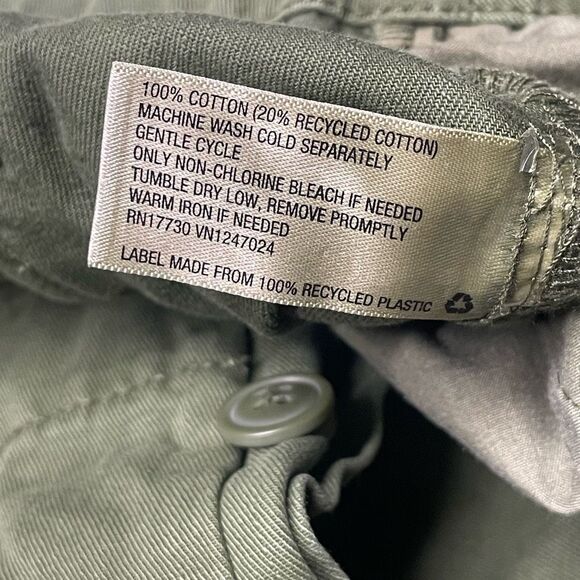 100% COTTON (20% RECYCLED COTTON)
MACHINE WASH COLD SEPARATELY
GENTLE CYCLE
ONLY NON-CHLORINE BLEACH IF NEEDED
TUMBLE DRY LOW, REMOVE PROMPTLY
WARM IRON IF NEEDED
RN17730 VN1247024
LABEL MADE FROM 100% RECYCLED PLASTIC